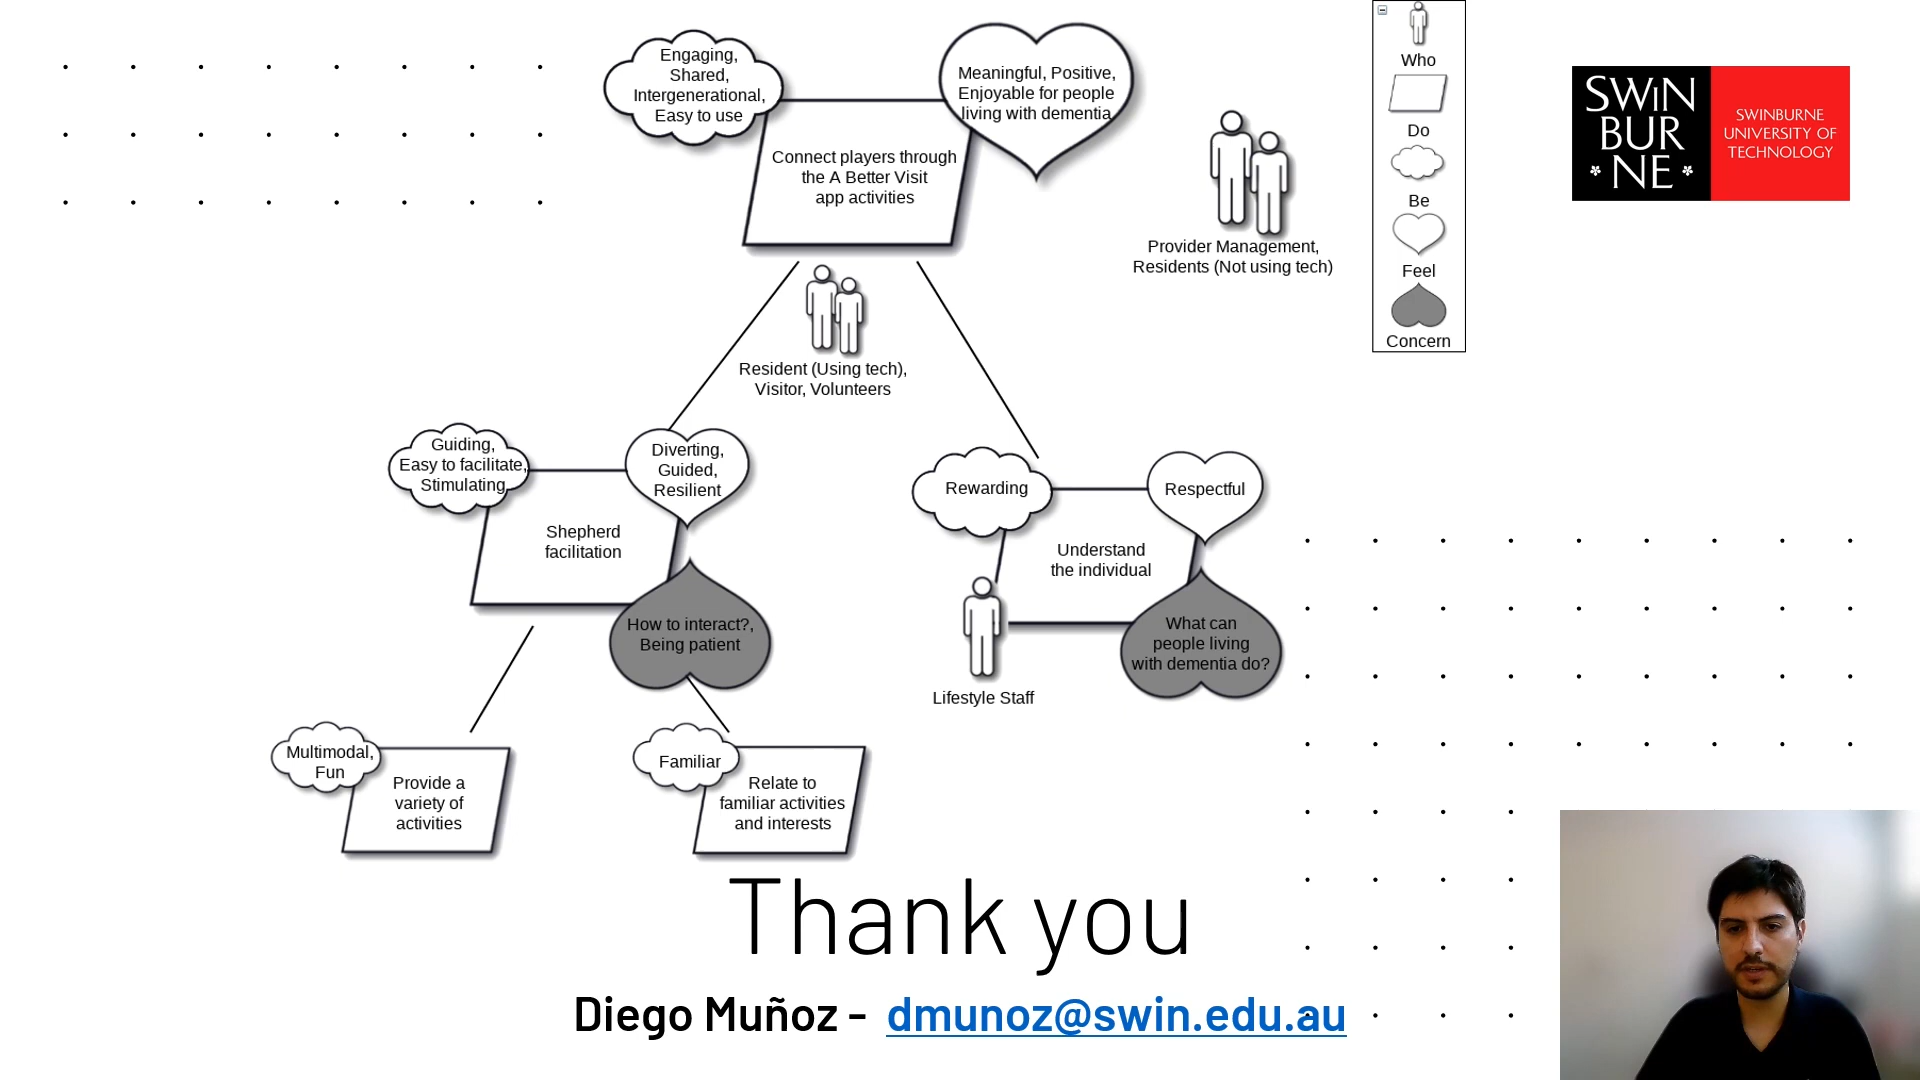 Engaging,
Shared,
Intergenerational,
Easy to use
Meaningful, Positive,
Enjoyable for people
living with dementia
Connect players through
the A Better Visit
app activities
Provider Management,
Residents (Not using tech)
Who
Do
Be
Feel
Concern
SWIN
BUR
NE
SWINBURNE
UNIVERSITY OF
TECHNOLOGY
Resident (Using tech),
Visitor, Volunteers
Guiding,
Easy to facilitate,
Stimulating
Diverting,
Guided,
Resilient
Shepherd
facilitation
How to interact?,
Being patient
Rewarding
Respectful
Understand
the individual
What can
people living
with dementia do?
Lifestyle Staff
Multimodal,
Fun
Provide a
variety of
activities
Familiar
Relate to
familiar activities
and interests
Thank you
Diego Muñoz - dmunoz@swin.edu.au